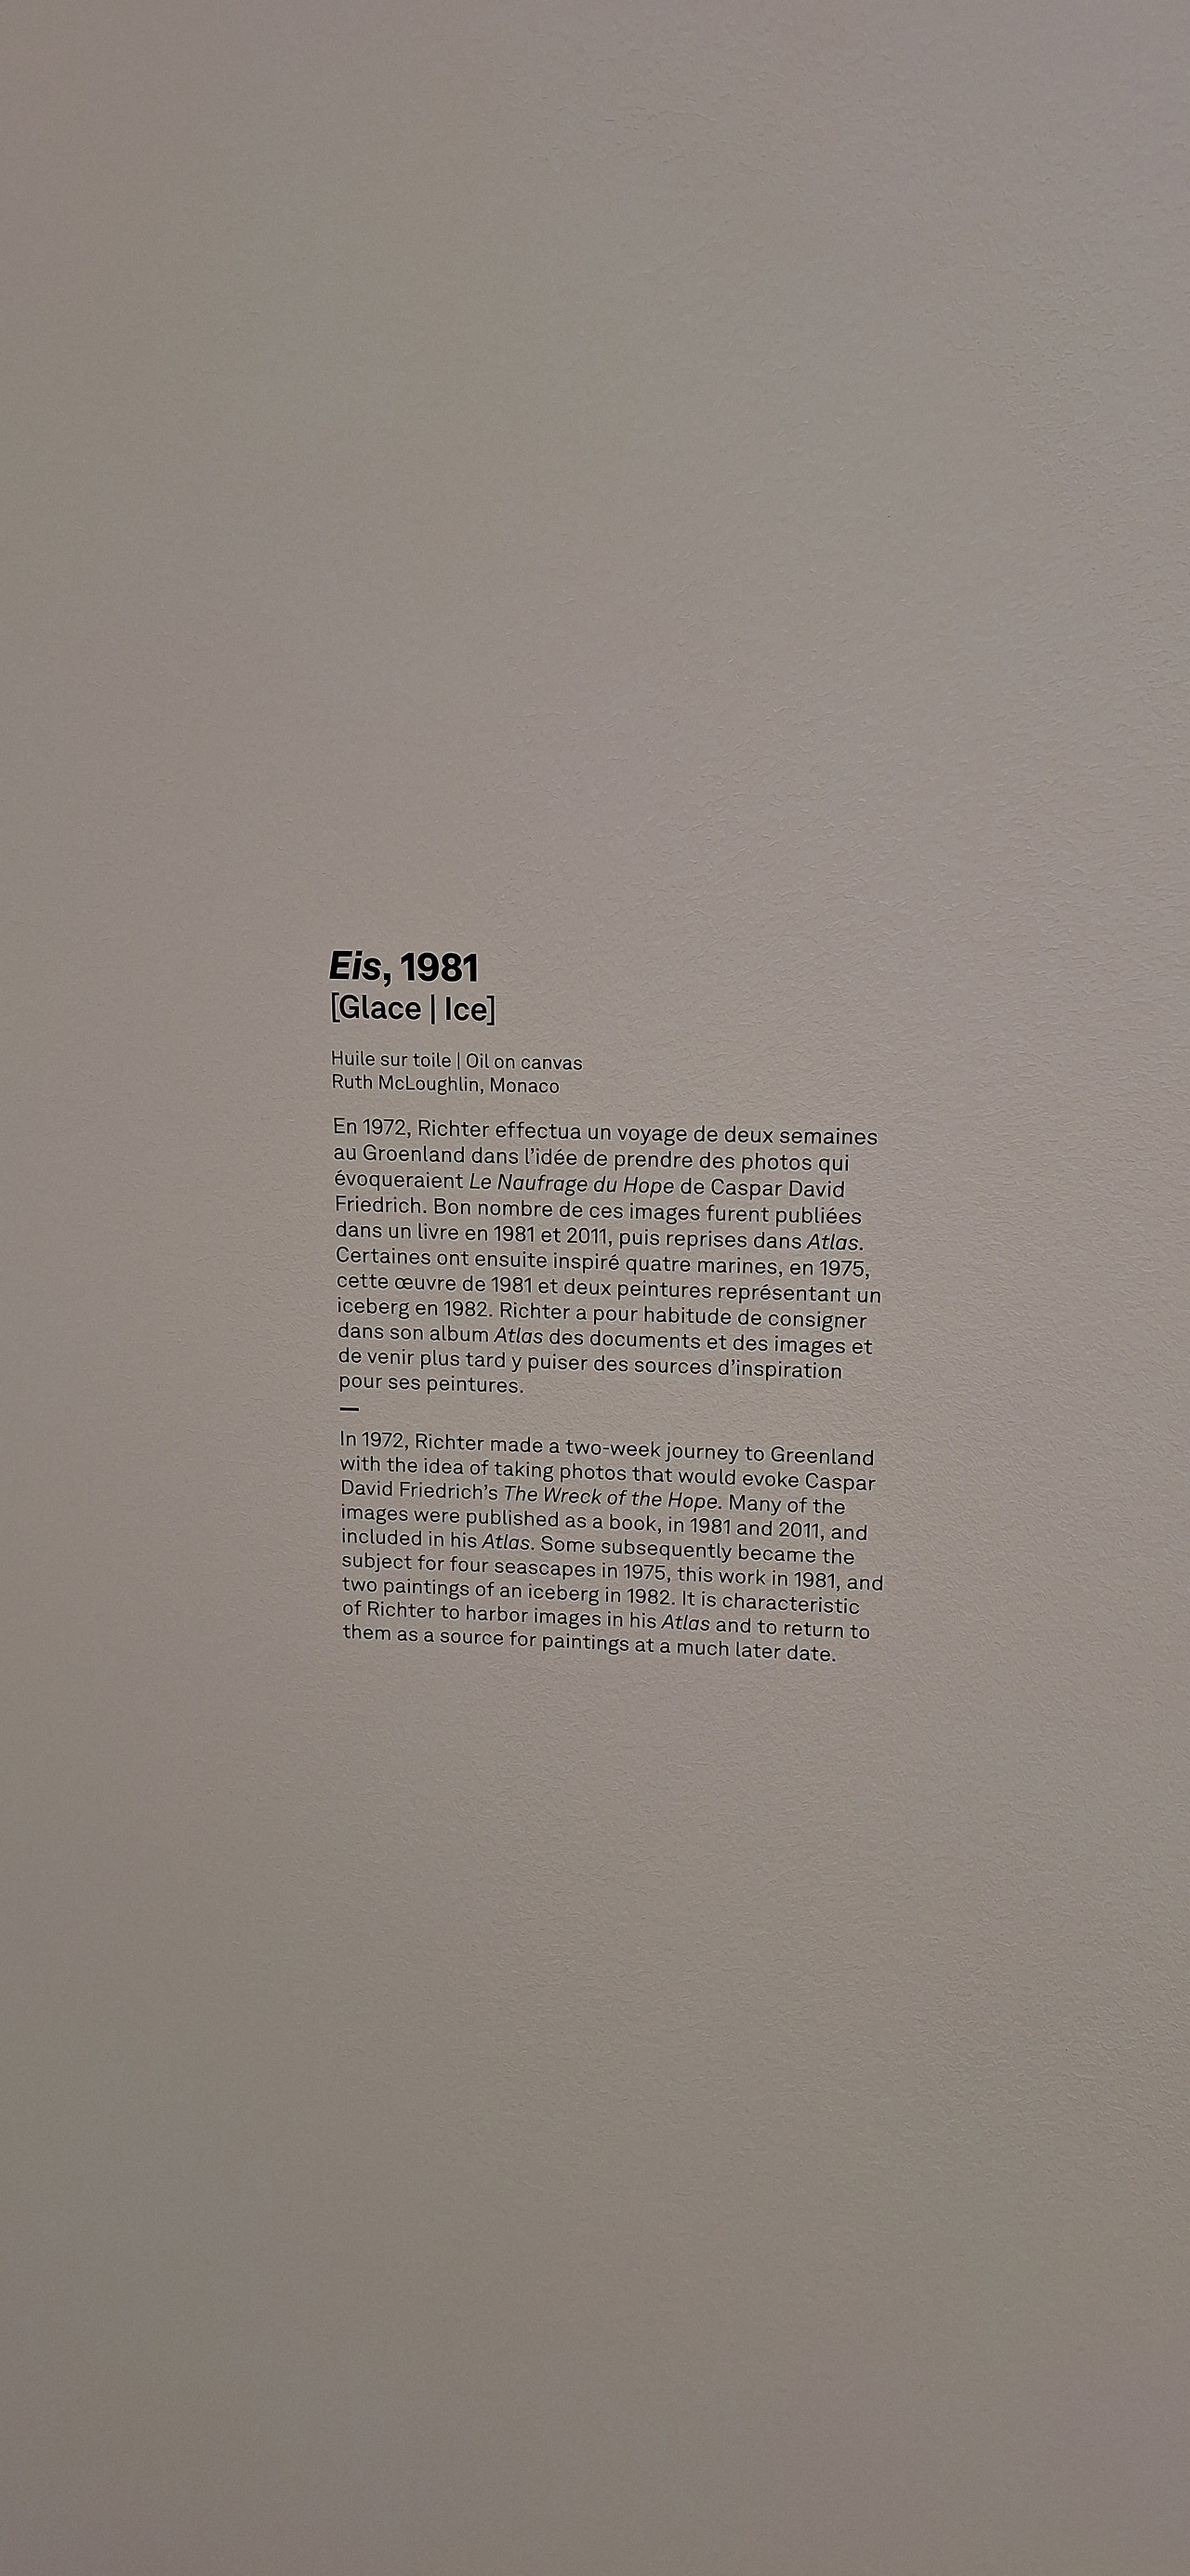 Eis, 1981
[Glace | Ice]
Huile sur toile | Oil on canvas
Ruth McLoughlin, Monaco
En 1972, Richter effectua un voyage de deux semaines
au Groenland dans l’idée de prendre des photos qui
évoqueraient Le Naufrage du Hope de Caspar David
Friedrich. Bon nombre de ces images furent publiées
dans un livre en 1981 et 2011, puis reprises dans Atlas.
Certaines ont ensuite inspiré quatre marines, en 1975,
cette œuvre de 1981 et deux peintures représentant un
iceberg en 1982. Richter a pour habitude de consigner
dans son album Atlas des documents et des images et
de venir plus tard y puiser des sources d’inspiration
pour ses peintures.
—
In 1972, Richter made a two-week journey to Greenland
with the idea of taking photos that would evoke Caspar
David Friedrich’s The Wreck of the Hope. Many of the
images were published as a book, in 1981 and 2011, and
included in his Atlas. Some subsequently became the
subject for four seascapes in 1975, this work in 1981, and
two paintings of an iceberg in 1982. It is characteristic
of Richter to harbor images in his Atlas and to return to
them as a source for paintings at a much later date.